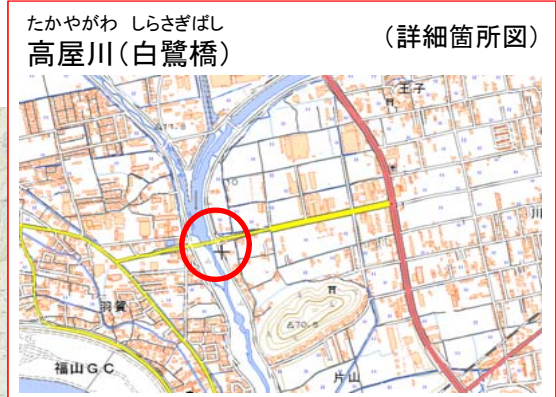 たかやがわ しらさぎばし
高屋川(白鷺橋)
(詳細箇所図)
王子
川
羽賀
70.5
福山GC
片山